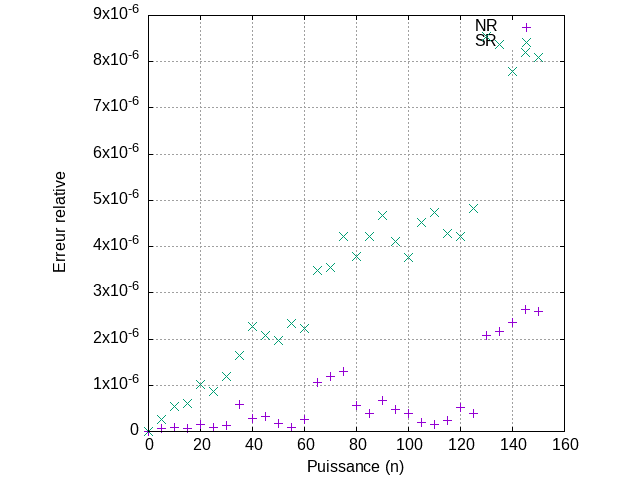 9x10-6
8x10-6
7x10-6
6x10-6
5x10-6
4x10-6
3x10-6
2x10-6
1x10-6
0
Erreur relative
NR
SR
0 20 40 60 80 100 120 140 160
Puissance (n)